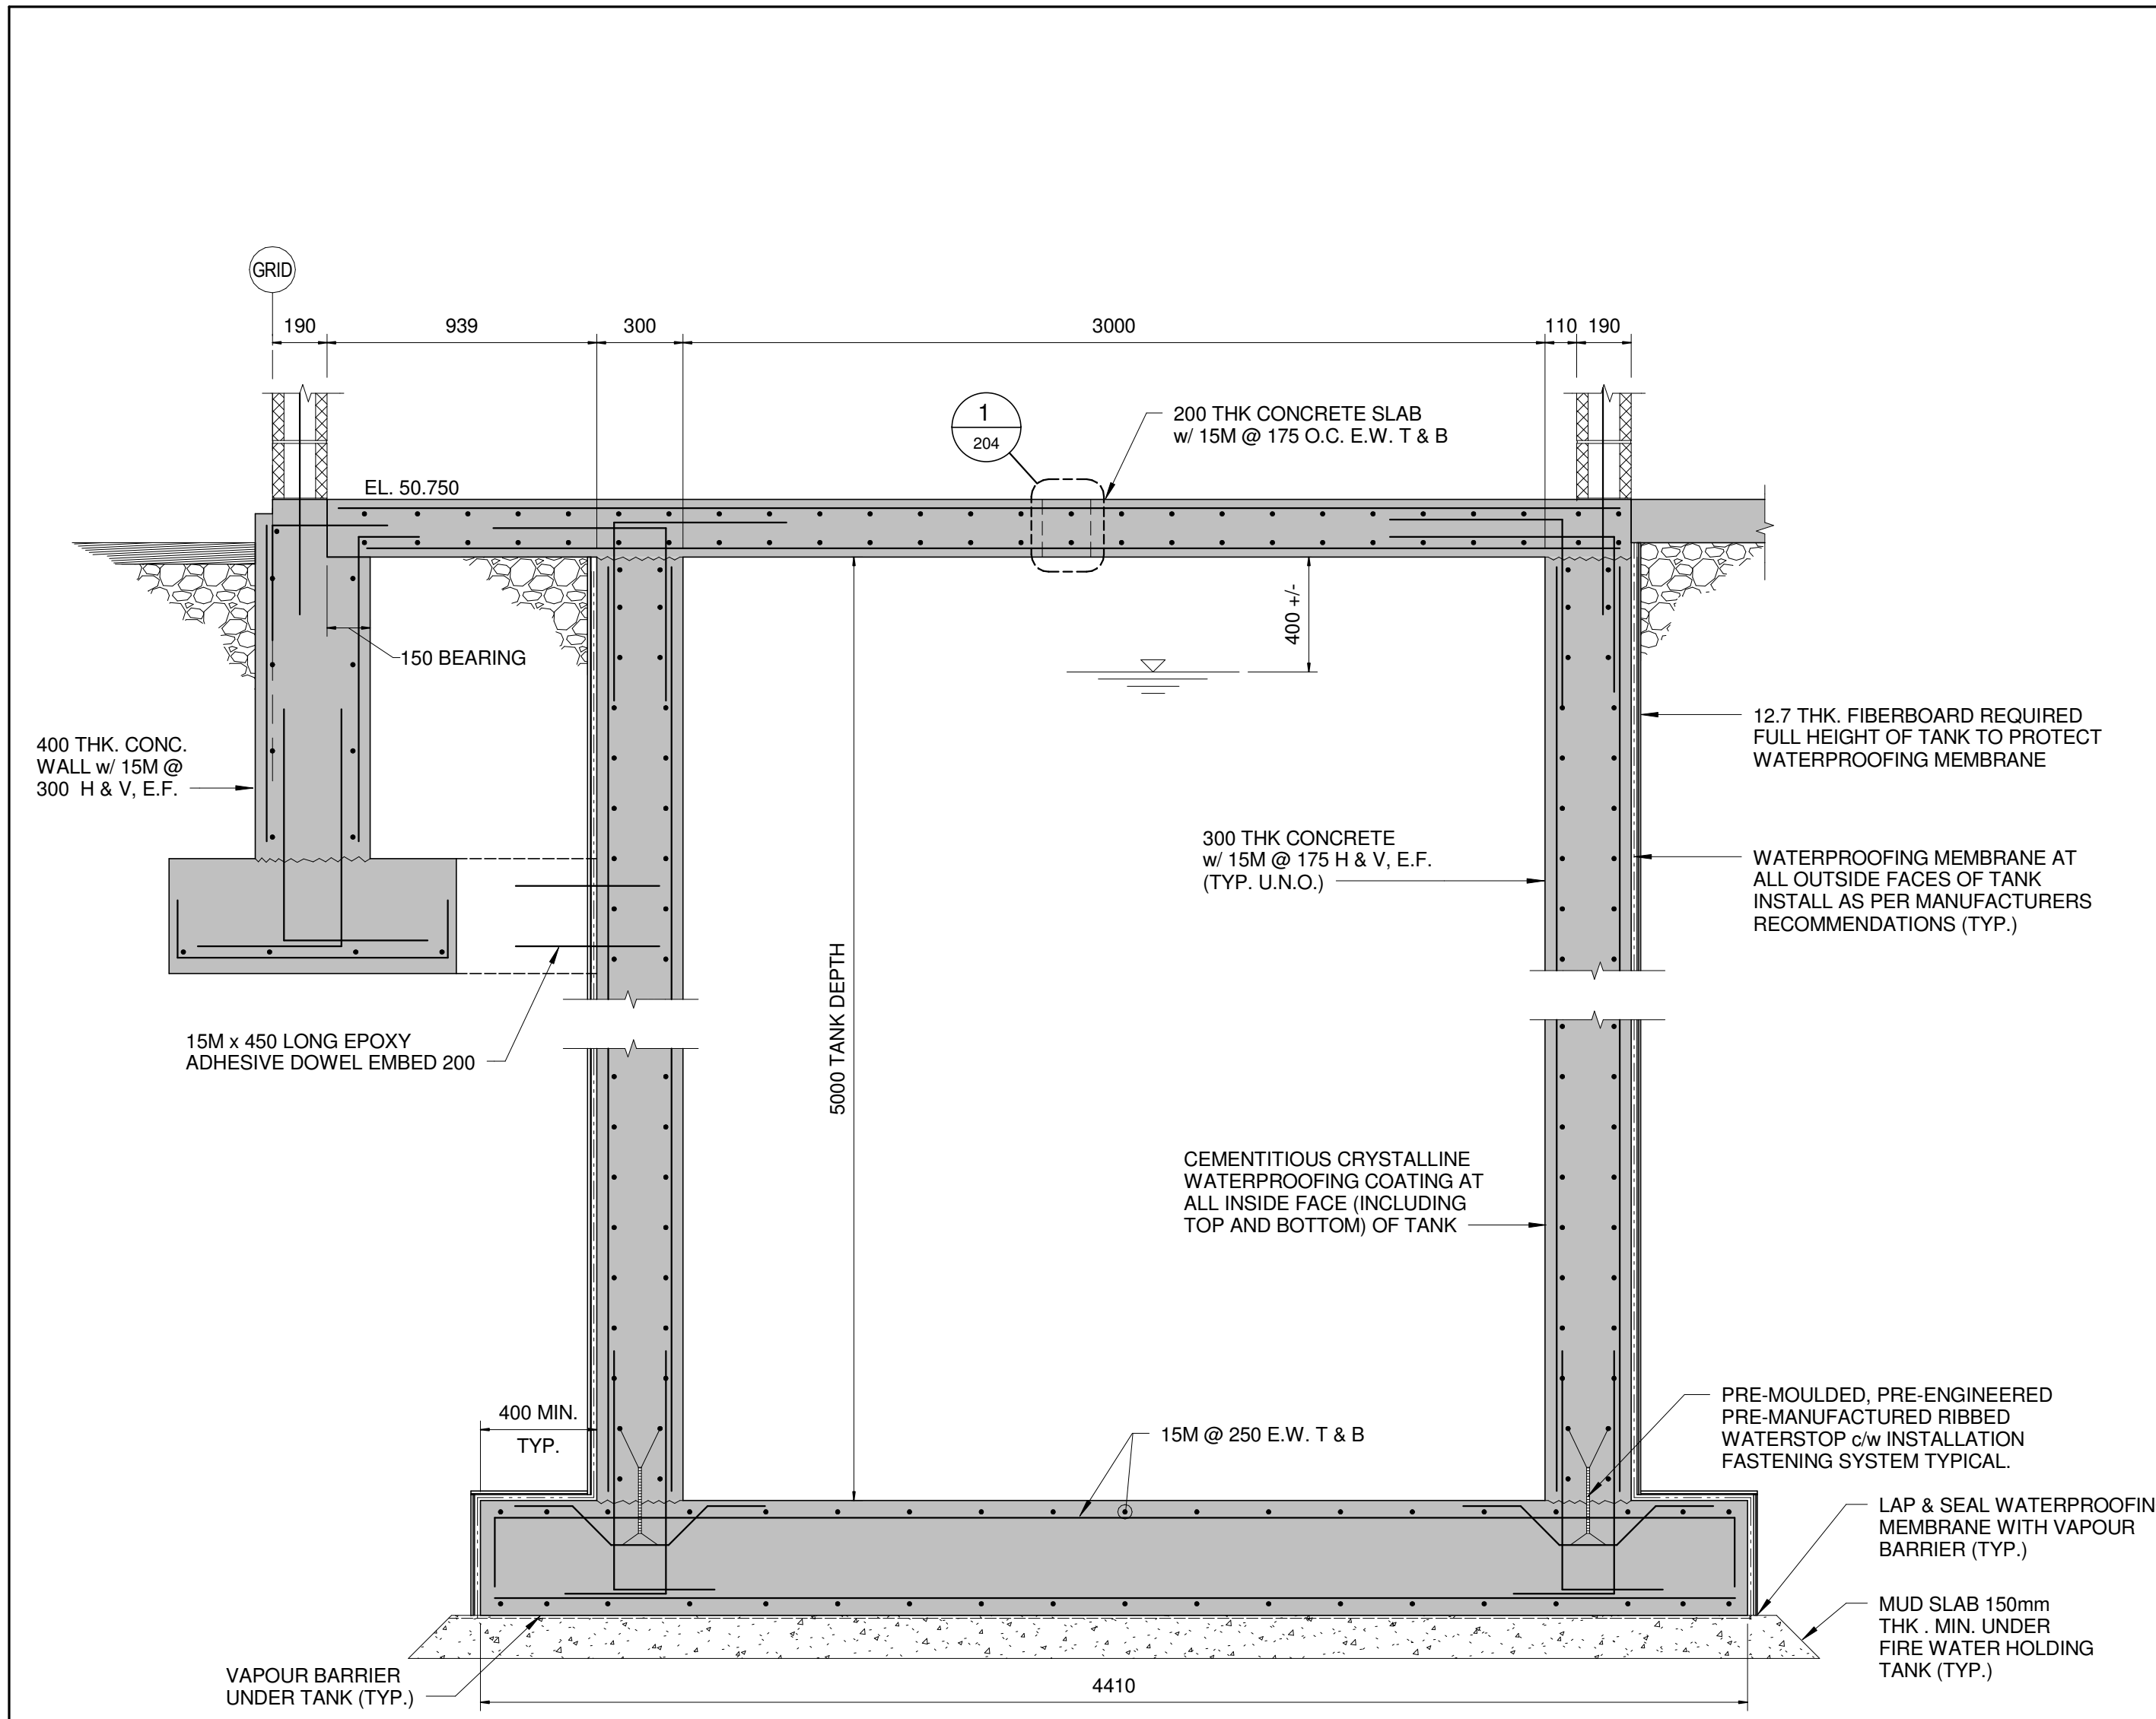 GRID
190
939
300
3000
110
190
1
204
200 THK CONCRETE SLAB
w/ 15M @ 175 O.C. E.W. T & B
EL. 50.750
150 BEARING
400 +/-
400 THK. CONC.
WALL w/ 15M @
300 H & V, E.F.
12.7 THK. FIBERBOARD REQUIRED
FULL HEIGHT OF TANK TO PROTECT
WATERPROOFING MEMBRANE
300 THK CONCRETE
w/ 15M @ 175 H & V, E.F.
(TYP. U.N.O.)
WATERPROOFING MEMBRANE AT
ALL OUTSIDE FACES OF TANK
INSTALL AS PER MANUFACTURERS
RECOMMENDATIONS (TYP.)
5000 TANK DEPTH
15M x 450 LONG EPOXY
ADHESIVE DOWEL EMBED 200
CEMENTITIOUS CRYSTALLINE
WATERPROOFING COATING AT
ALL INSIDE FACE (INCLUDING
TOP AND BOTTOM) OF TANK
400 MIN.
TYP.
15M @ 250 E.W. T & B
PRE-MOULDED, PRE-ENGINEERED
PRE-MANUFACTURED RIBBED
WATERSTOP c/w INSTALLATION
FASTENING SYSTEM TYPICAL.
LAP & SEAL WATERPROOFIN
MEMBRANE WITH VAPOUR
BARRIER (TYP.)
MUD SLAB 150mm
THK . MIN. UNDER
FIRE WATER HOLDING
TANK (TYP.)
VAPOUR BARRIER
UNDER TANK (TYP.)
4410